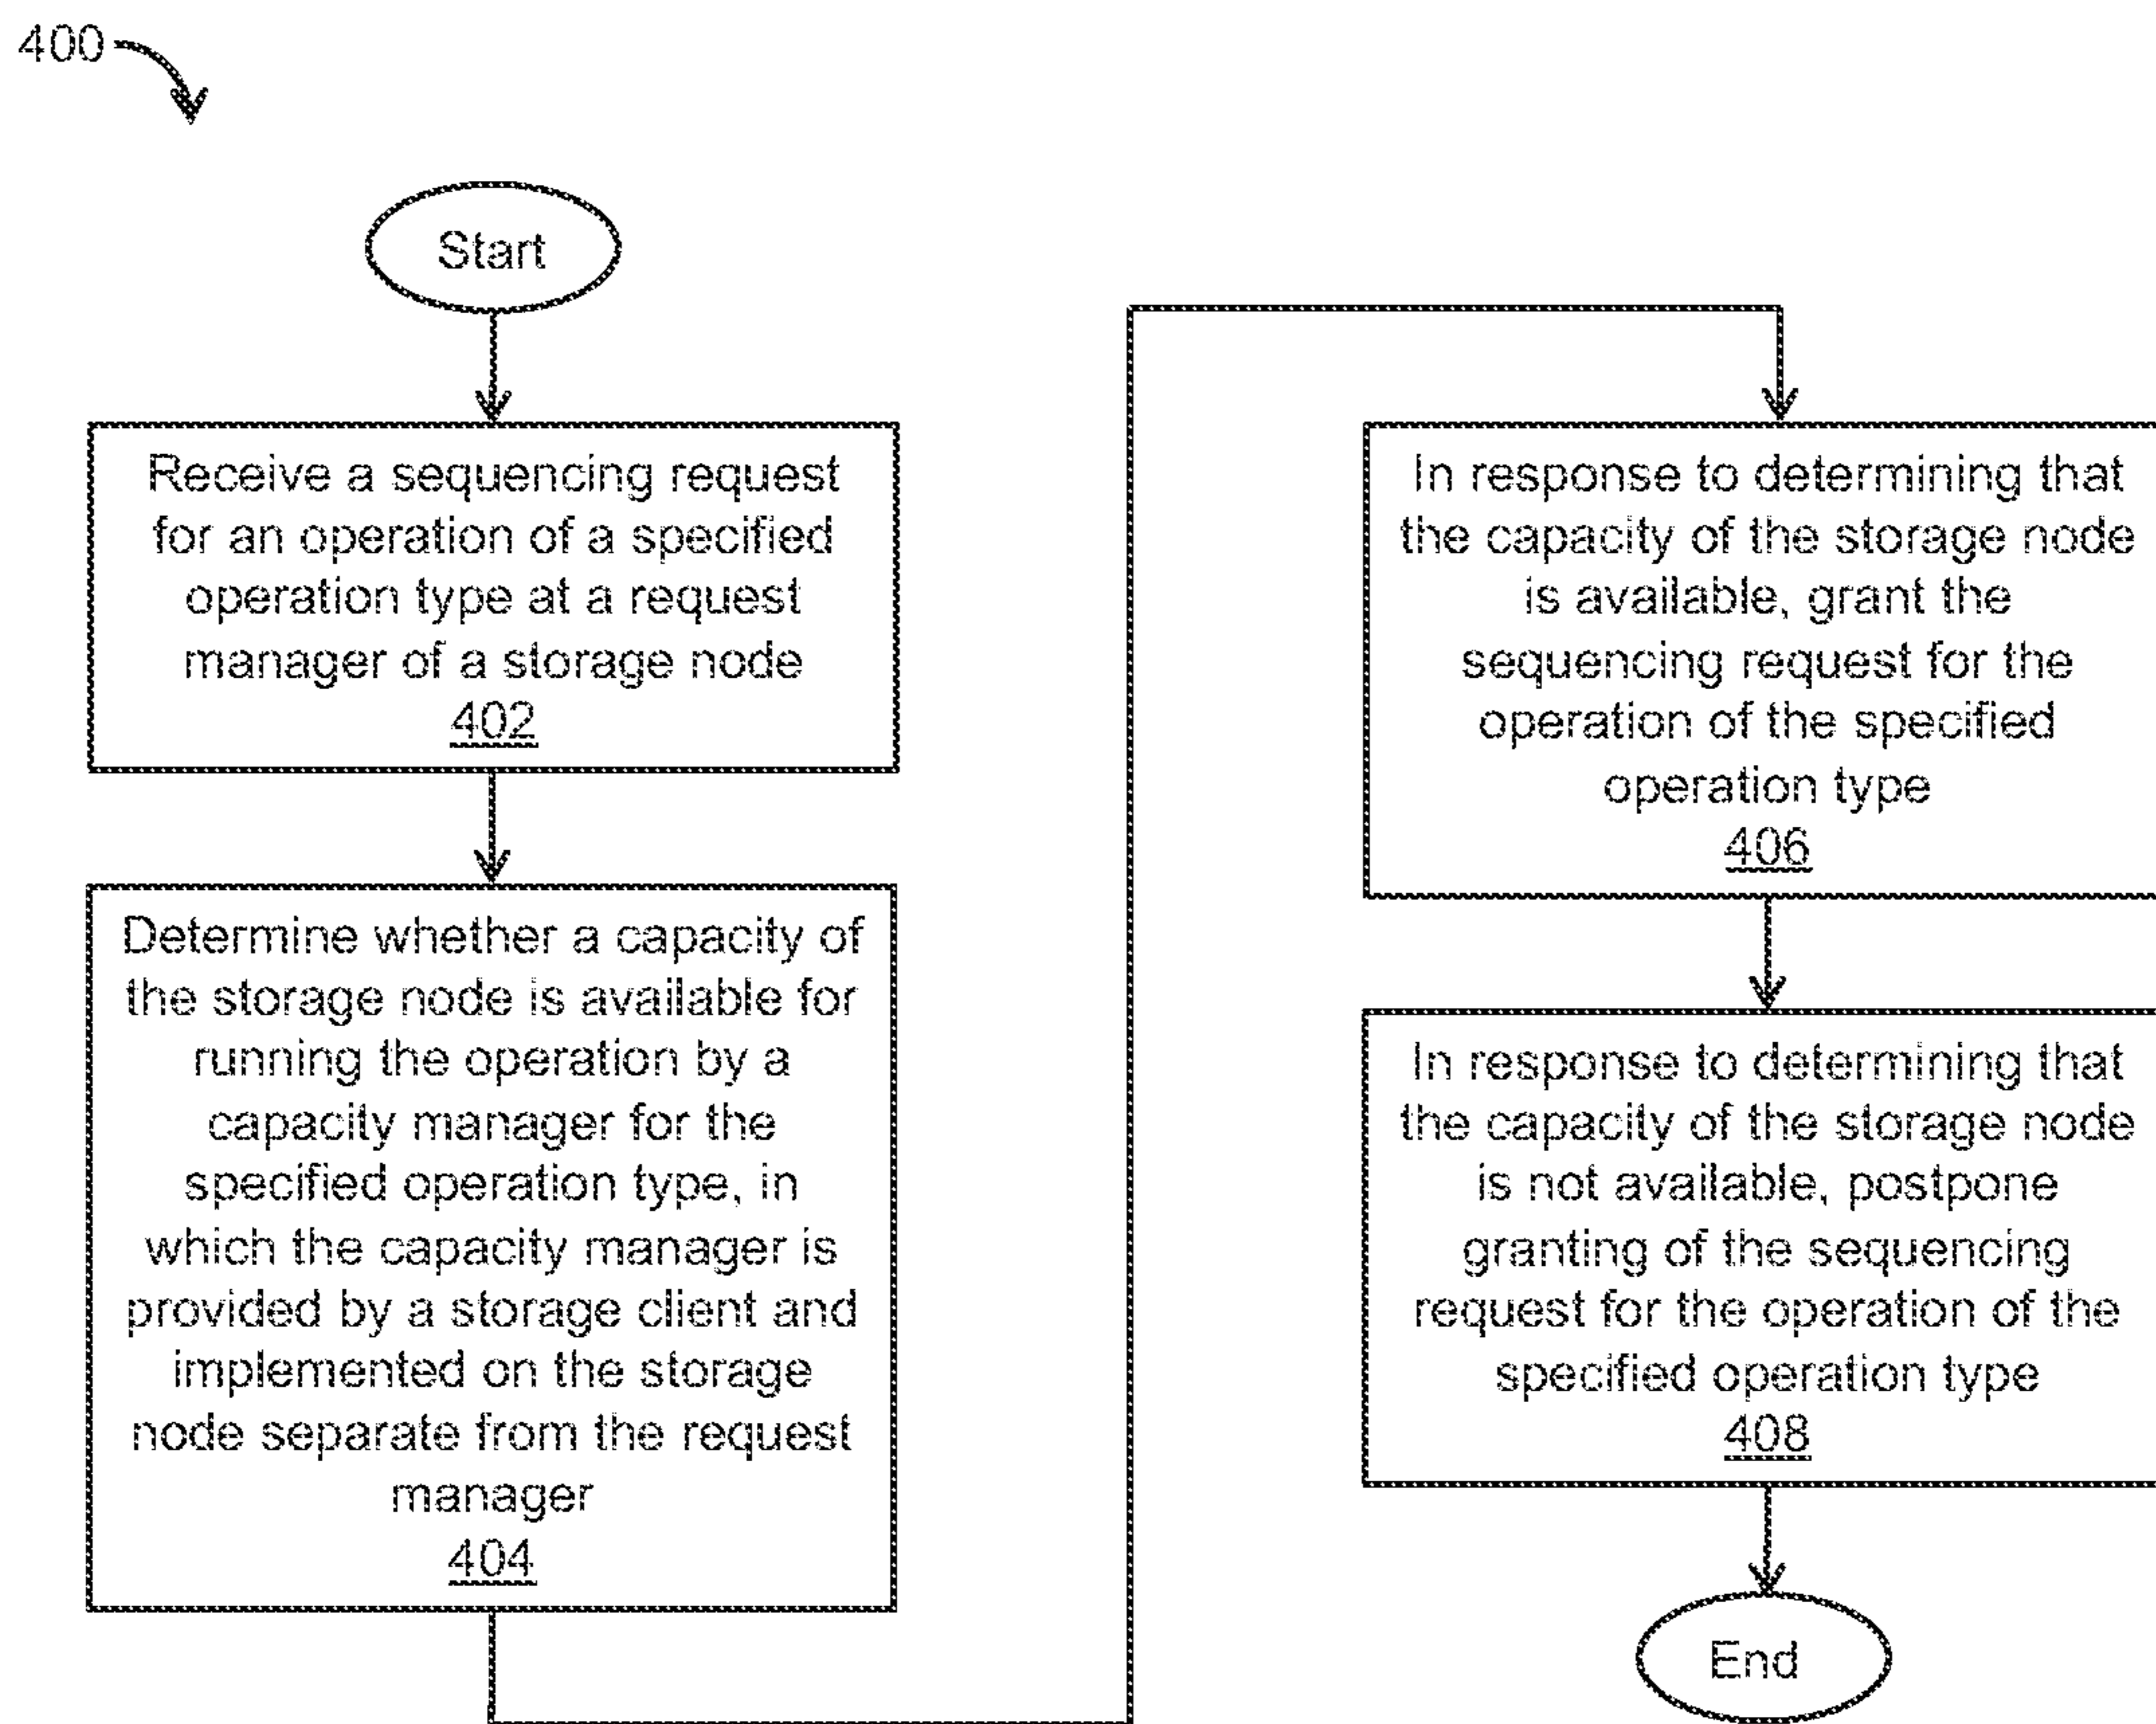 400
Start
Receive a sequencing request
for an operation of a specified
operation type at a request
manager of a storage node
402
Determine whether a capacity of
the storage node is available for
running the operation by a
capacity manager for the
specified operation type, in
which the capacity manager is
provided by a storage client and
implemented on the storage
node separate from the request
manager
404
In response to determining that
the capacity of the storage node
is available, grant the
sequencing request for the
operation of the specified
operation type
406
In response to determining that
the capacity of the storage node
is not available, postpone
granting of the sequencing
request for the operation of the
specified operation type
408
End